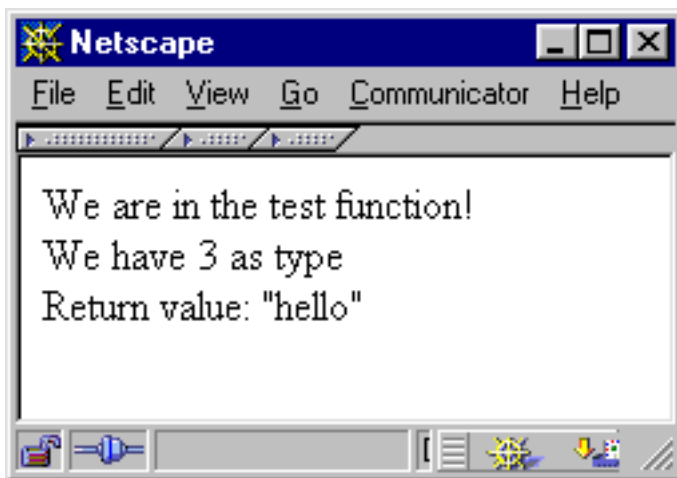 Netscape
File Edit View Go Communicator Help
We are in the test function!
We have 3 as type
Return value: "hello"